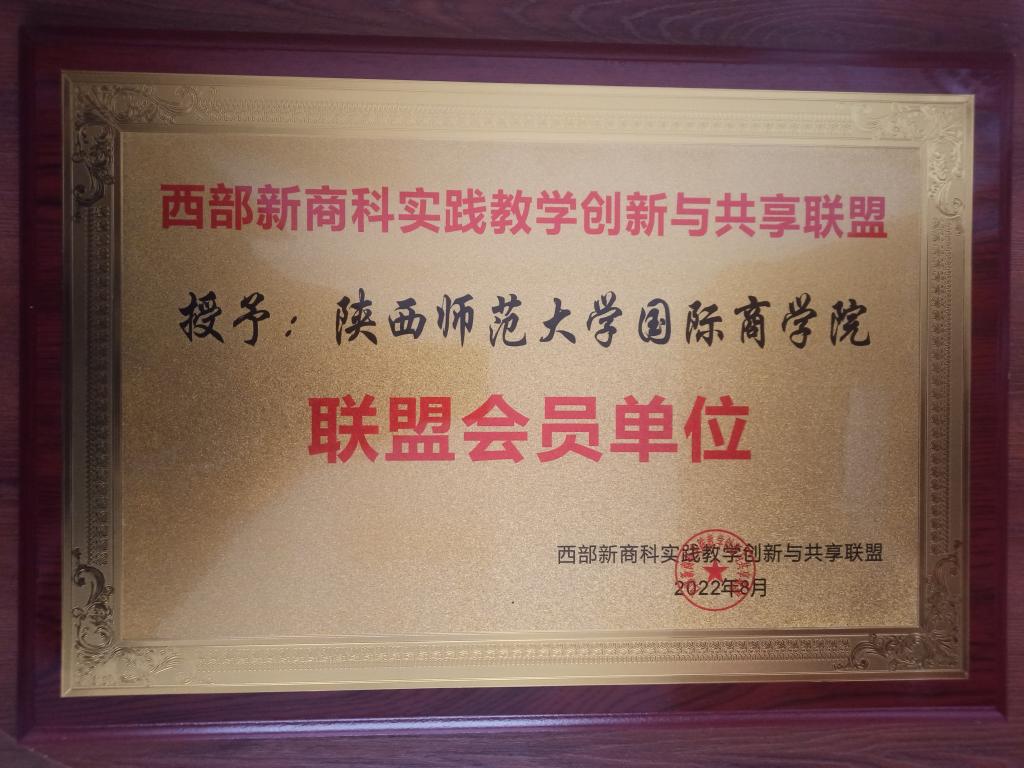 西部新商科实践教学创新与共享联盟
授予：陕西师范大学国际商学院
联盟会员单位
西部新商科实践教学创新与共享联盟
2022年8月